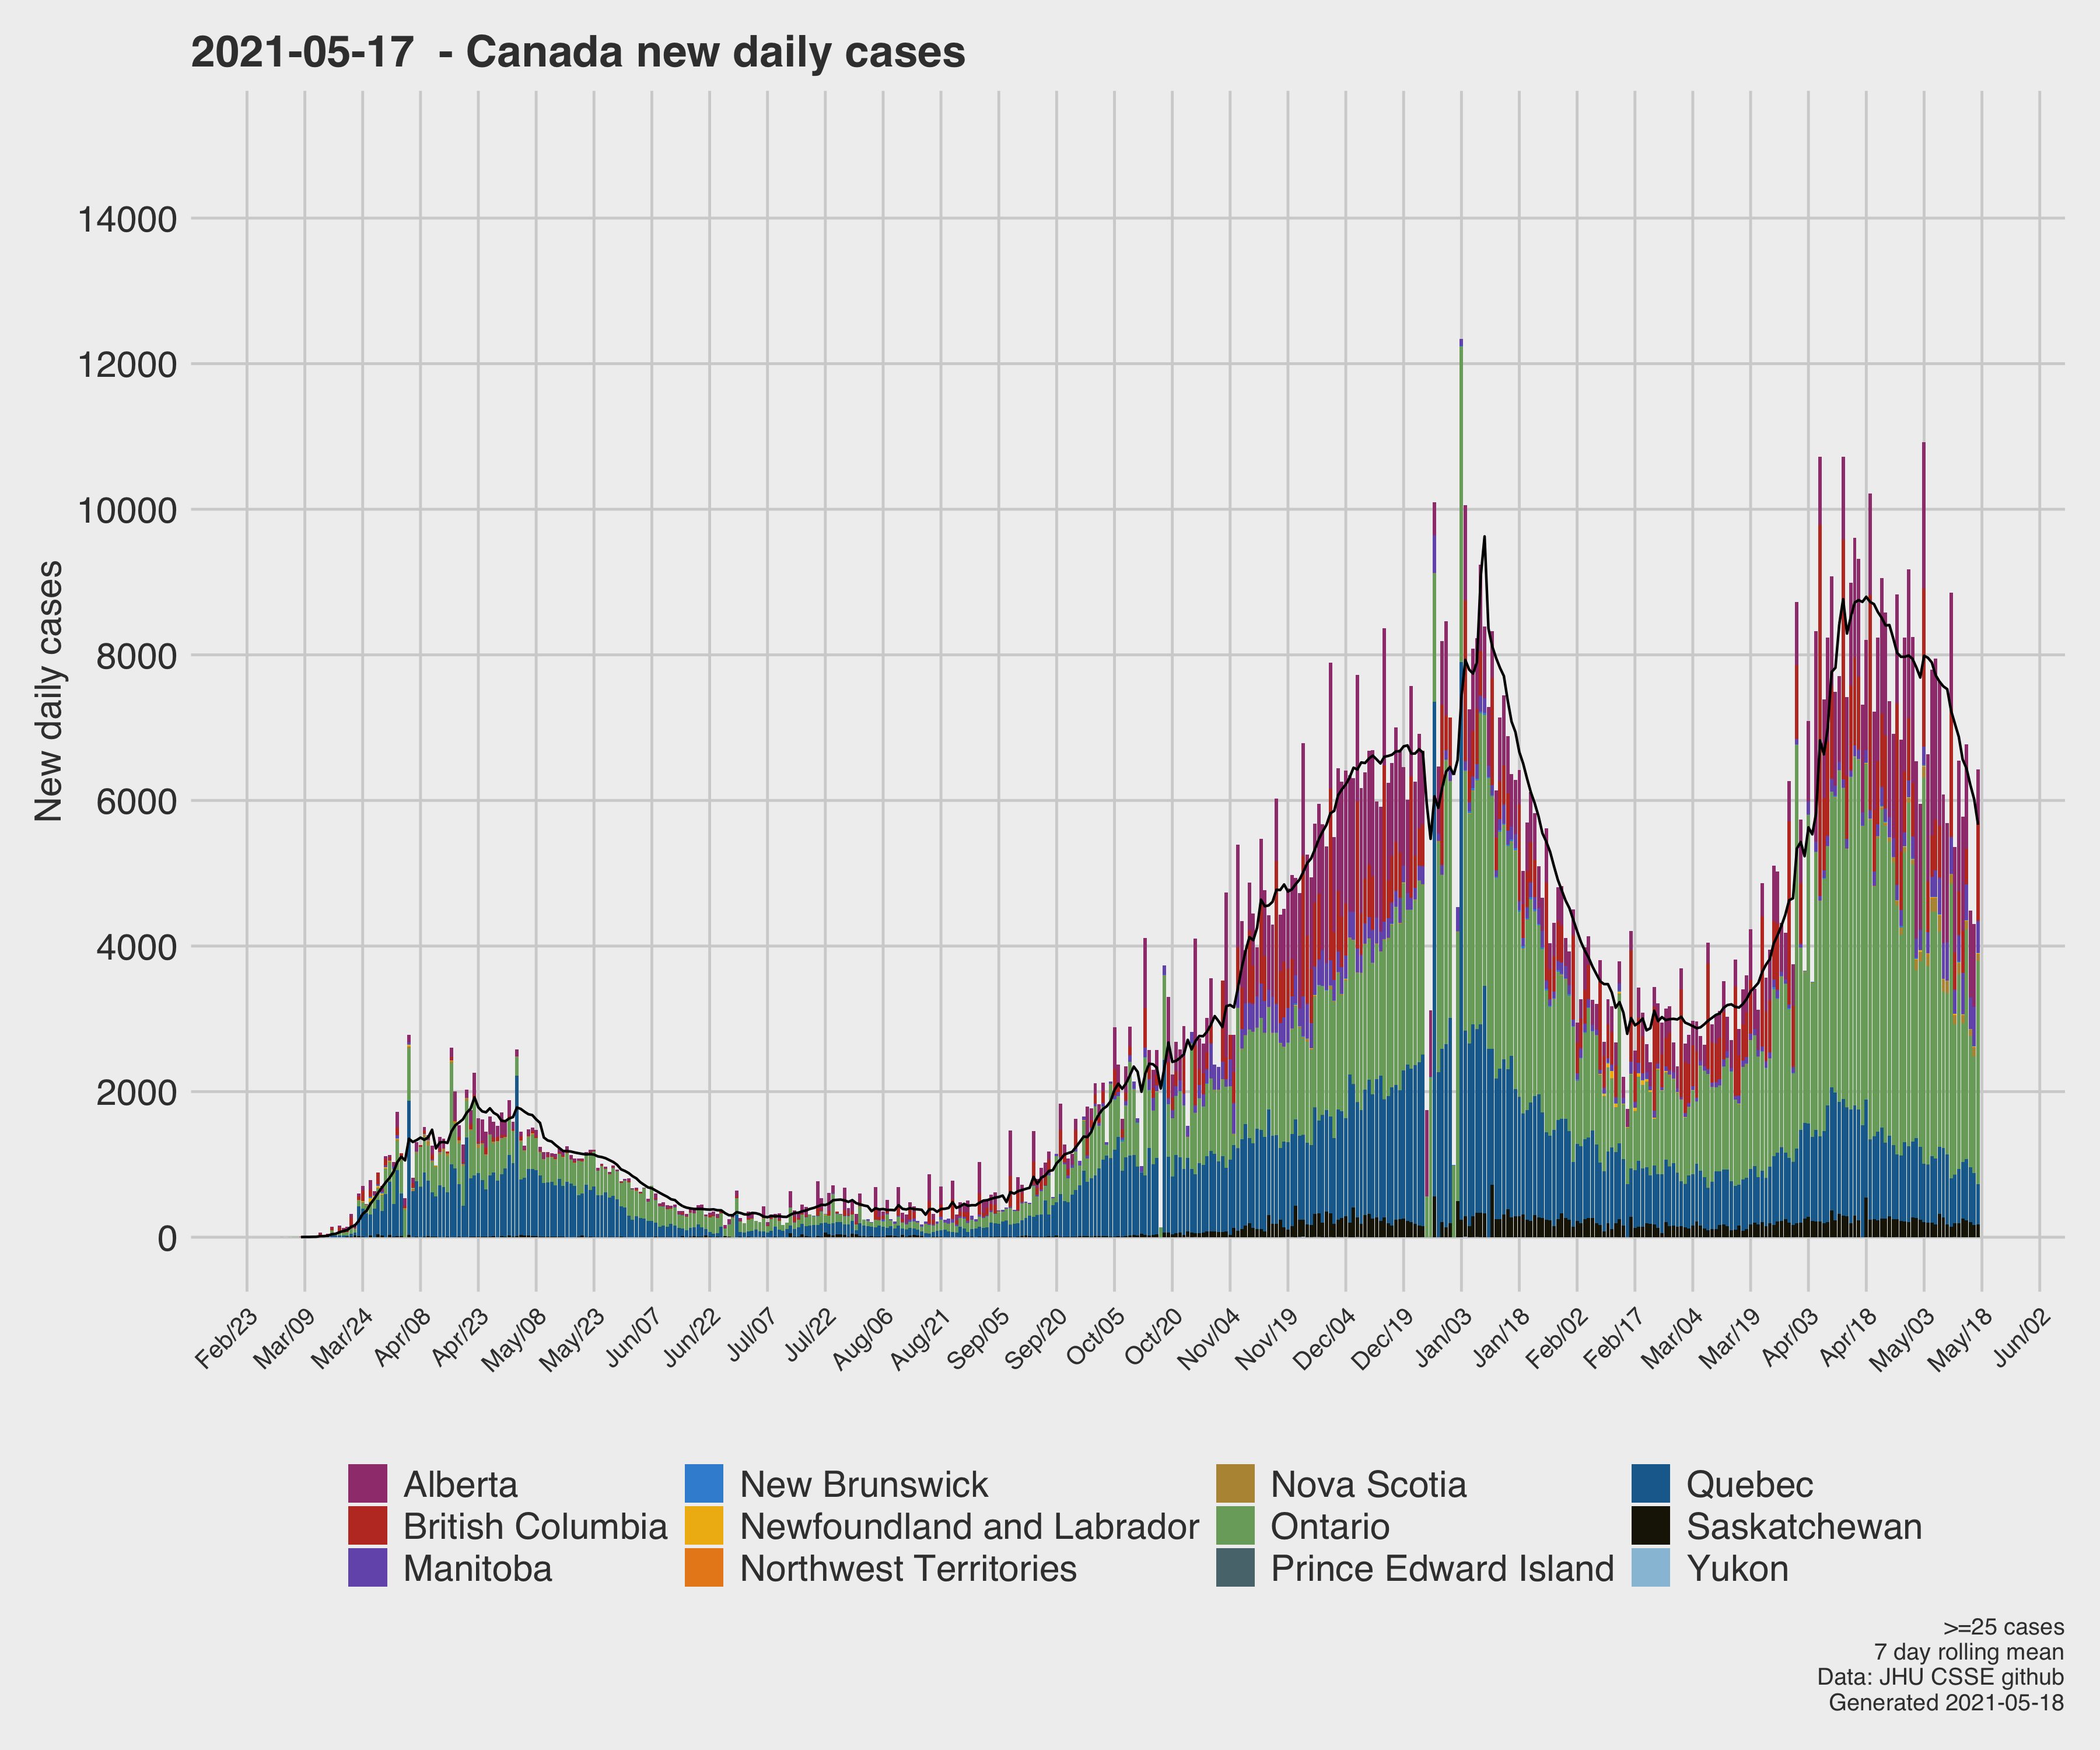 2021-05-17 - Canada new daily cases
New daily cases
14000
12000
10000
8000
6000
4000
2000
0
Feb/23 Mar/09 Mar/24 Apr/08 Apr/23 May/08 May/23 Jun/07 Jun/22 Jul/07 Jul/22 Aug/06 Aug/21 Sep/05 Sep/20 Oct/05 Oct/20 Nov/04 Nov/19 Dec/04 Dec/19 Jan/03 Jan/18 Feb/02 Feb/17 Mar/04 Mar/19 Apr/03 Apr/18 May/03 May/18 Jun/02
Alberta New Brunswick Nova Scotia Quebec
British Columbia Newfoundland and Labrador Ontario Saskatchewan
Manitoba Northwest Territories Prince Edward Island Yukon
>=25 cases
7 day rolling mean
Data: JHU CSSE github
Generated 2021-05-18